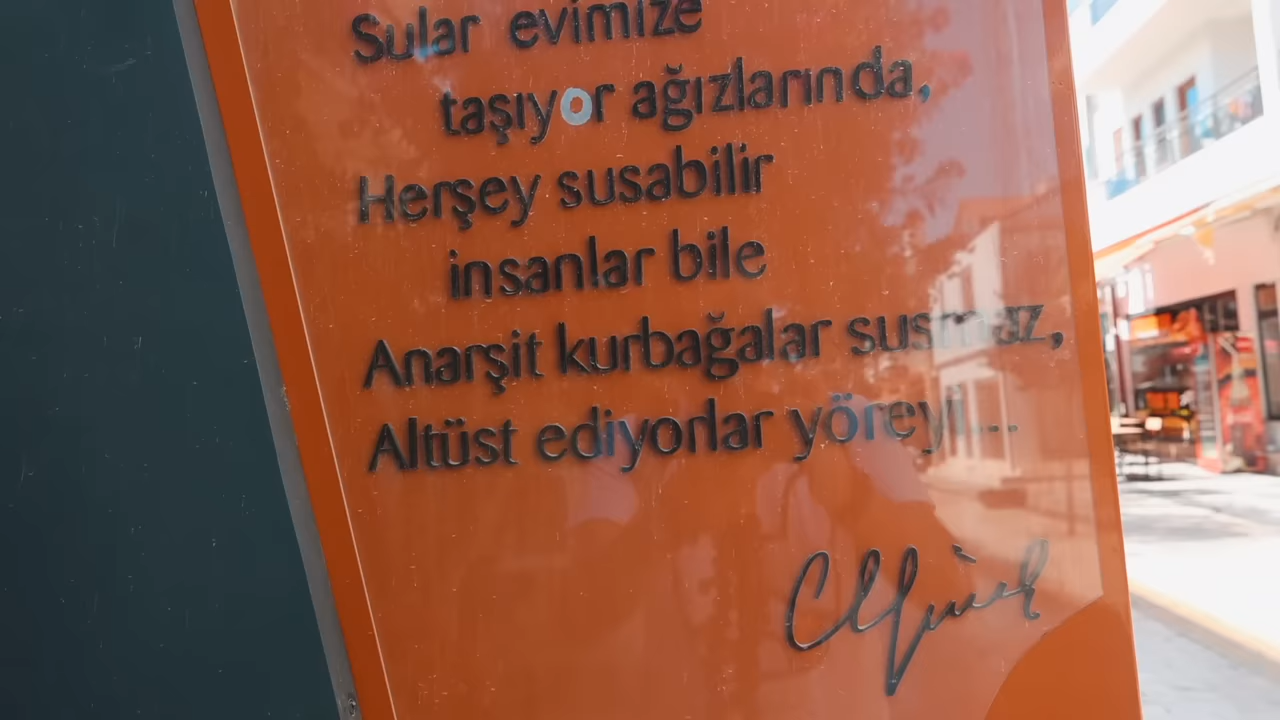 Sular evimize
taşıyor ağızlarında,
Herşey susabilir
insanlar bile
Anarşit kurbağalar susmaz,
Altüst ediyorlar yöreyi...